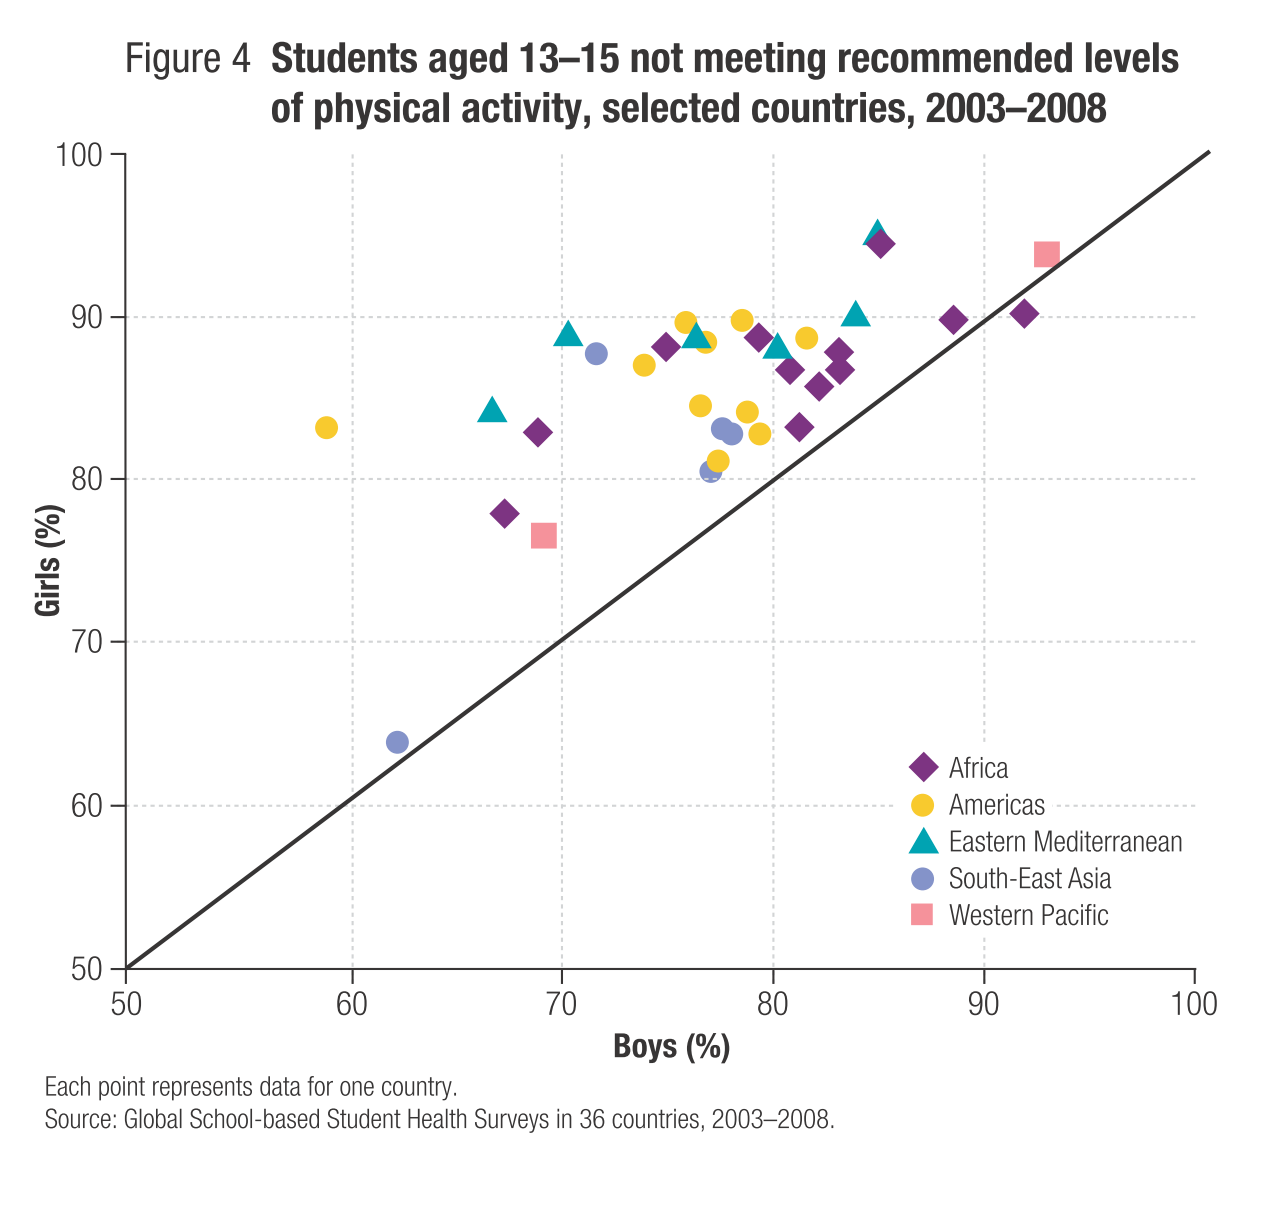 Figure 4 Students aged 13–15 not meeting recommended levels
of physical activity, selected countries, 2003–2008
100
90
80
70
60
50
Girls (%)
50 60 70 80 90 100
Boys (%)
Africa
Americas
Eastern Mediterranean
South-East Asia
Western Pacific
Each point represents data for one country.
Source: Global School-based Student Health Surveys in 36 countries, 2003–2008.